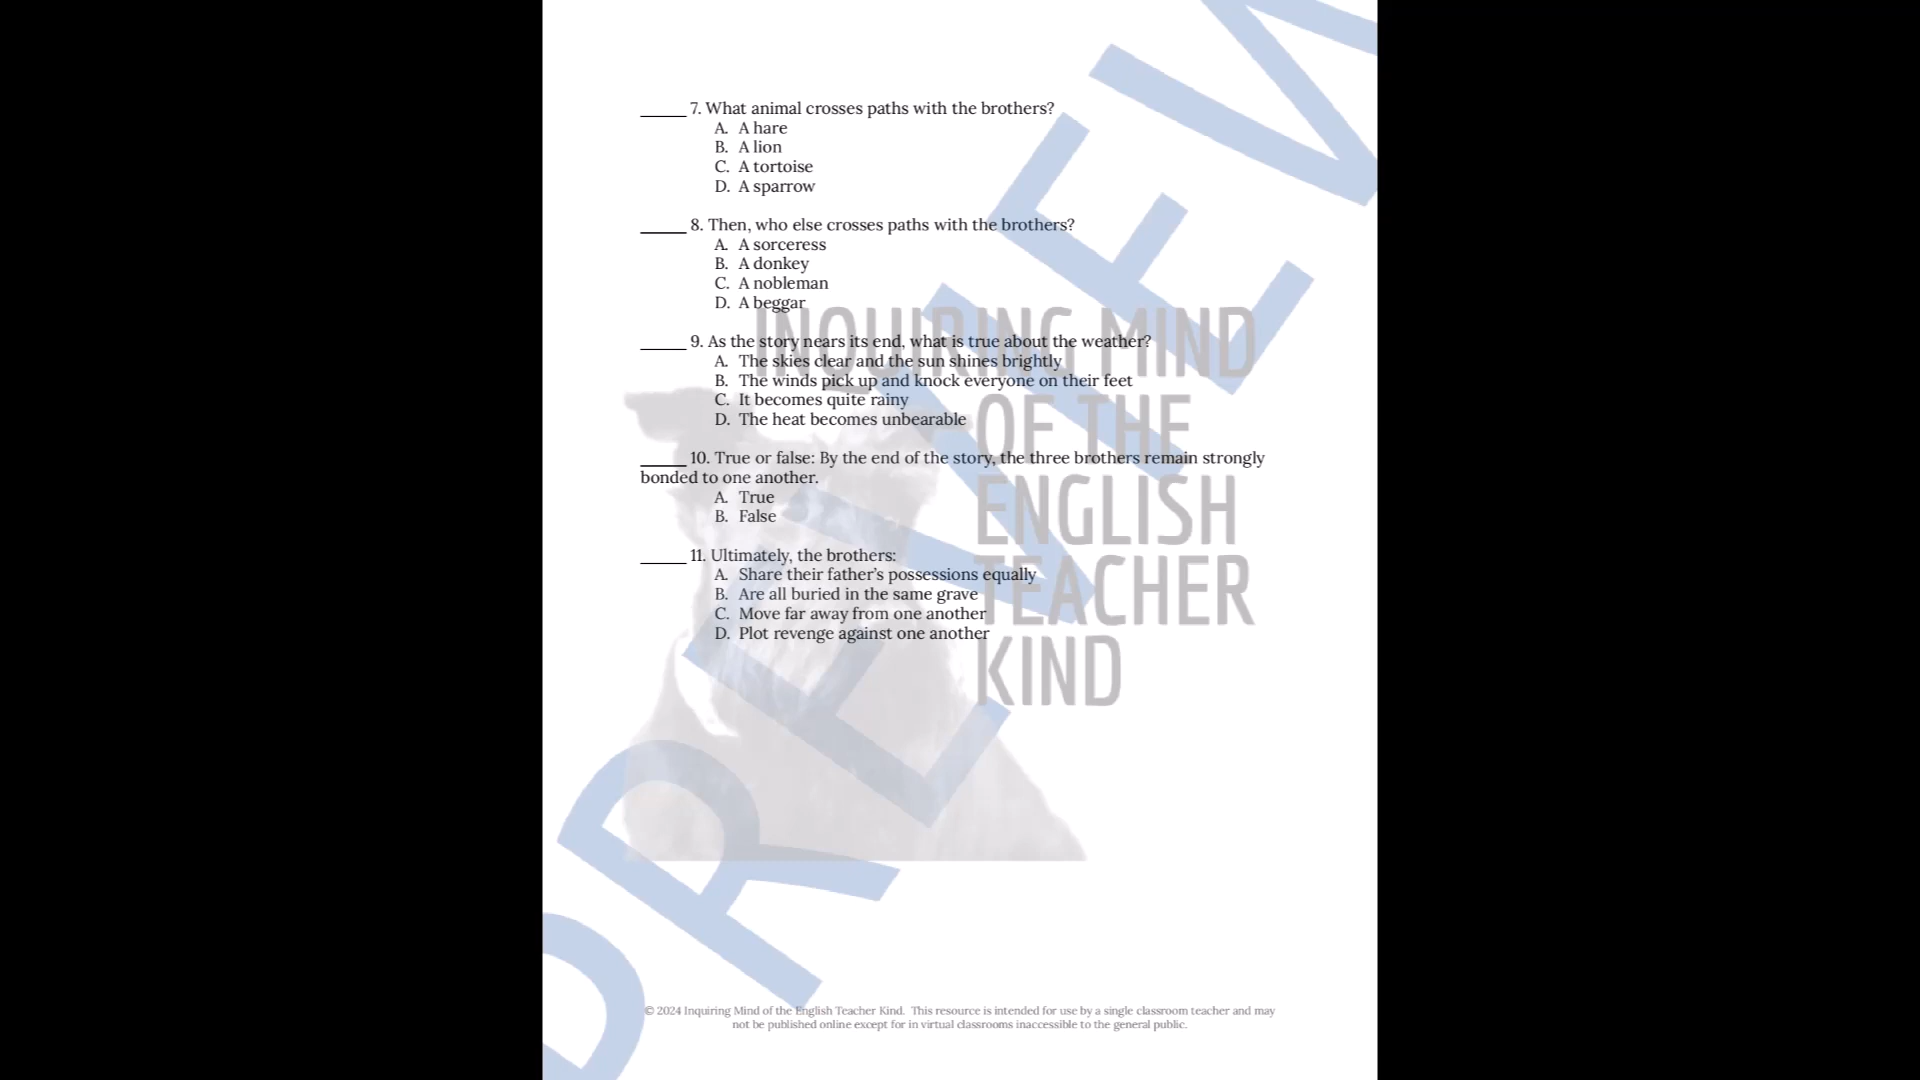 _____ 7. What animal crosses paths with the brothers?
A. A hare
B. A lion
C. A tortoise
D. A sparrow
_____ 8. Then, who else crosses paths with the brothers?
A. A sorceress
B. A donkey
C. A nobleman
D. A beggar
_____ 9. As the story nears its end, what is true about the weather?
A. The skies clear and the sun shines brightly
B. The winds pick up and knock everyone on their feet
C. It becomes quite rainy
D. The heat becomes unbearable
_____ 10. True or false: By the end of the story, the three brothers remain strongly
bonded to one another.
A. True
B. False
_____ 11. Ultimately, the brothers:
A. Share their father's possessions equally
B. Are all buried in the same grave
C. Move far away from one another
D. Plot revenge against one another
INQUIRING MIND
OF THE
ENGLISH
TEACHER
KIND
PREVIEW
© 2024 Inquiring Mind of the English Teacher Kind. This resource is intended for use by a single classroom teacher and may
not be published online except for in virtual classrooms inaccessible to the general public.